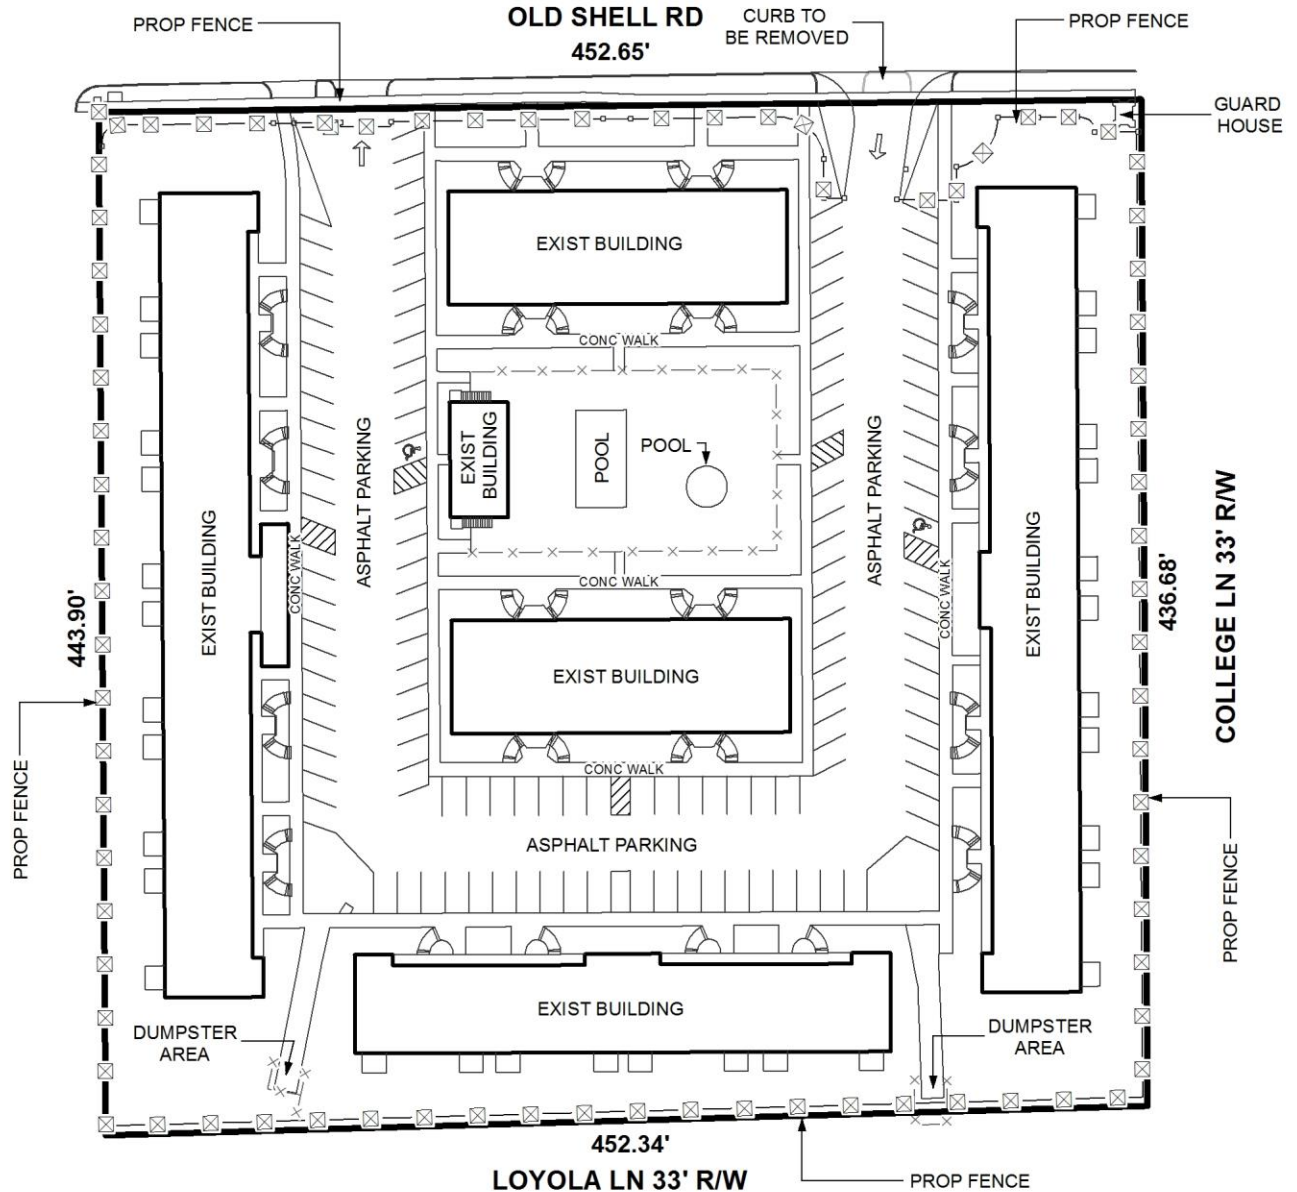 OLD SHELL RD
452.65'
PROP FENCE
CURB TO
BE REMOVED
PROP FENCE
GUARD
HOUSE
EXIST BUILDING
CONC WALK
ASPHALT PARKING
EXIST
BUILDING
POOL
POOL
ASPHALT PARKING
EXIST BUILDING
CONC WALK
CONC WALK
CONC WALK
EXIST BUILDING
443.90'
436.68'
COLLEGE LN 33' R/W
EXIST BUILDING
CONC WALK
PROP FENCE
ASPHALT PARKING
PROP FENCE
EXIST BUILDING
DUMPSTER
AREA
DUMPSTER
AREA
452.34'
LOYOLA LN 33' R/W
PROP FENCE